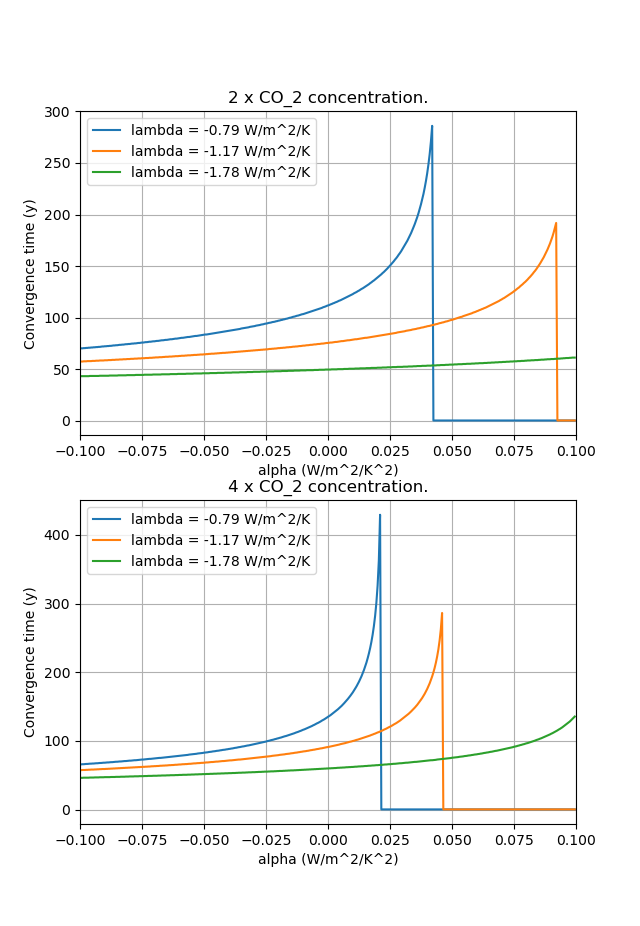 2 x CO_2 concentration.
300
250
200
150
100
50
0
Convergence time (y)
lambda = -0.79 W/m^2/K
lambda = -1.17 W/m^2/K
lambda = -1.78 W/m^2/K
−0.100 −0.075 −0.050 −0.025 0.000 0.025 0.050 0.075 0.100
alpha (W/m^2/K^2)
4 x CO_2 concentration.
400
300
200
100
0
Convergence time (y)
lambda = -0.79 W/m^2/K
lambda = -1.17 W/m^2/K
lambda = -1.78 W/m^2/K
−0.100 −0.075 −0.050 −0.025 0.000 0.025 0.050 0.075 0.100
alpha (W/m^2/K^2)